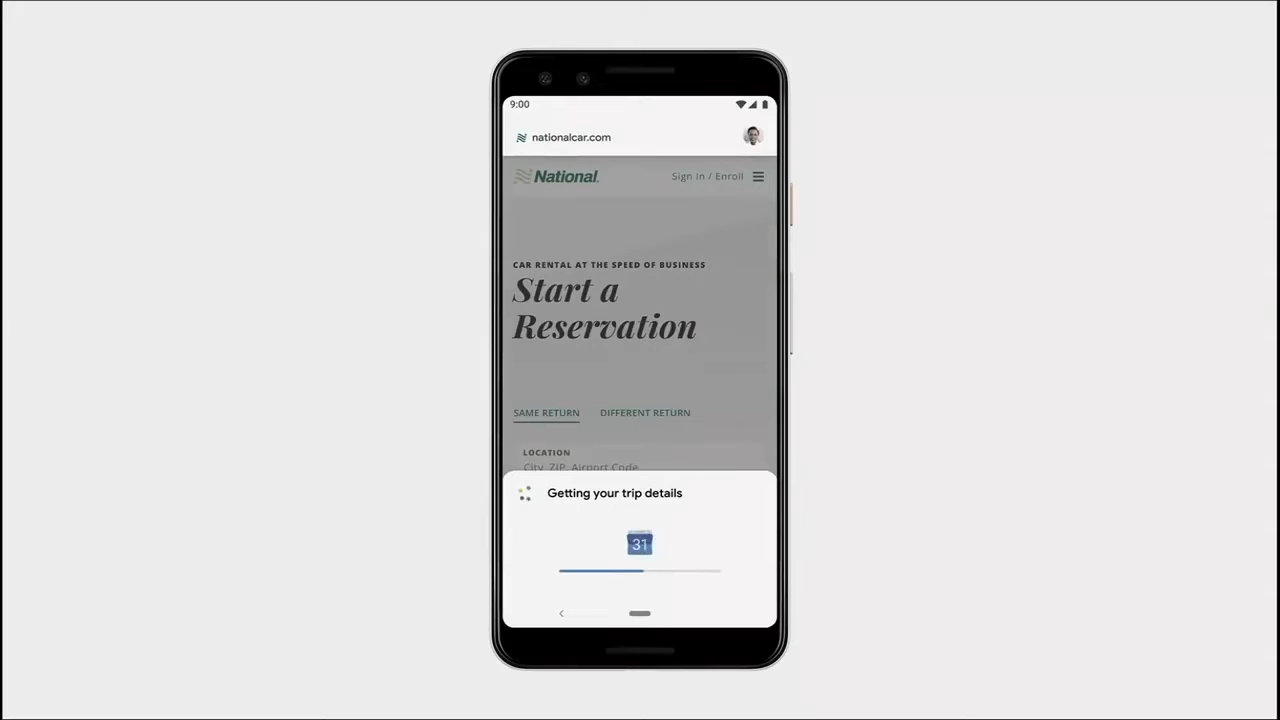 9:00
nationalcar.com
National.
Sign In / Enroll
CAR RENTAL AT THE SPEED OF BUSINESS
Start a
Reservation
SAME RETURN DIFFERENT RETURN
LOCATION
City, ZIP, Airport Code
Getting your trip details
31